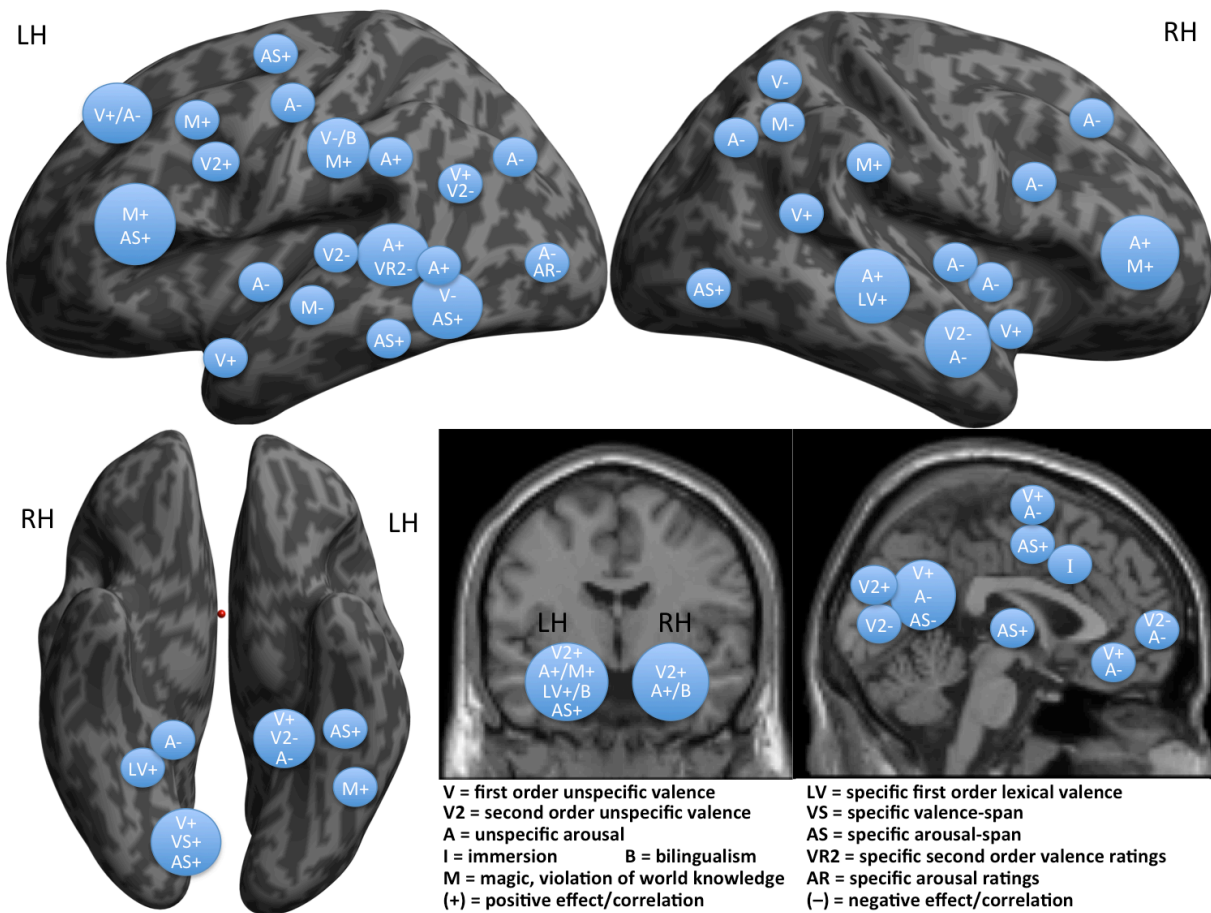 LH
RH
AS+
V+/A-
A-
M+
V-/B
M+
V2+
A+
A-
V+
V2-
M+
AS+
V2-
A+
VR2-
A+
A-
AR-
A-
M-
V-
AS+
AS+
V+
V-
M-
A-
A-
M+
A-
V+
A+
M+
A-
A-
A+
LV+
AS+
V2-
A-
V+
RH
LH
A-
LV+
V+
VS+
AS+
V+
V2-
A-
AS+
M+
LH
RH
V2+
A+/M+
LV+/B
AS+
V2+
A+/B
V+
A-
AS+
I
V2+
V+
A-
AS-
V2-
AS+
V2-
A-
V+
A-
V = first order unspecific valence
V2 = second order unspecific valence
A = unspecific arousal
I = immersion B = bilingualism
M = magic, violation of world knowledge
(+) = positive effect/correlation
LV = specific first order lexical valence
VS = specific valence-span
AS = specific arousal-span
VR2 = specific second order valence ratings
AR = specific arousal ratings
(–) = negative effect/correlation